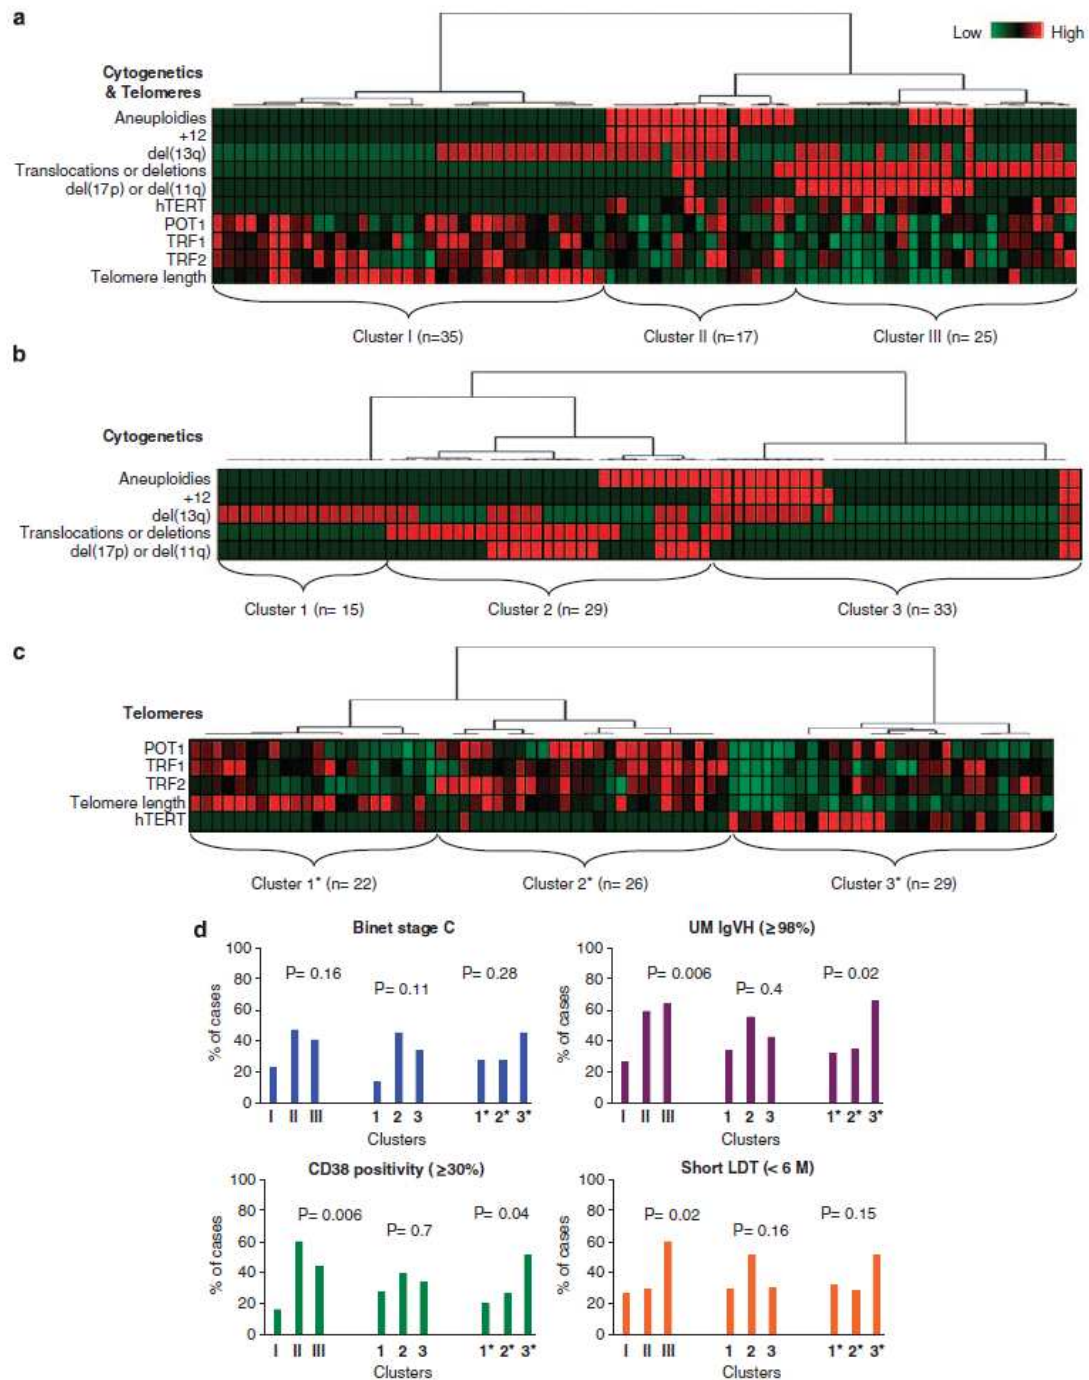 a
Low High
Cytogenetics
& Telomeres
Aneuploidies
+12
del(13q)
Translocations or deletions
del(17p) or del(11q)
hTERT
POT1
TRF1
TRF2
Telomere length
Cluster I (n=35) Cluster II (n=17) Cluster III (n= 25)
b
Cytogenetics
Aneuploidies
+12
del(13q)
Translocations or deletions
del(17p) or del(11q)
Cluster 1 (n= 15) Cluster 2 (n= 29) Cluster 3 (n= 33)
c
Telomeres
POT1
TRF1
TRF2
Telomere length
hTERT
Cluster 1* (n= 22) Cluster 2* (n= 26) Cluster 3* (n= 29)
d
Binet stage C
% of cases
100
80
60
40
20
0
P= 0.16 P= 0.11 P= 0.28
I II III 1 2 3 1* 2* 3*
Clusters
UM IgVH (≥98%)
% of cases
100
80
60
40
20
0
P= 0.006 P= 0.4 P= 0.02
I II III 1 2 3 1* 2* 3*
Clusters
CD38 positivity (≥30%)
% of cases
100
80
60
40
20
0
P= 0.006 P= 0.7 P= 0.04
I II III 1 2 3 1* 2* 3*
Clusters
Short LDT (< 6 M)
% of cases
100
80
60
40
20
0
P= 0.02 P= 0.16 P= 0.15
I II III 1 2 3 1* 2* 3*
Clusters